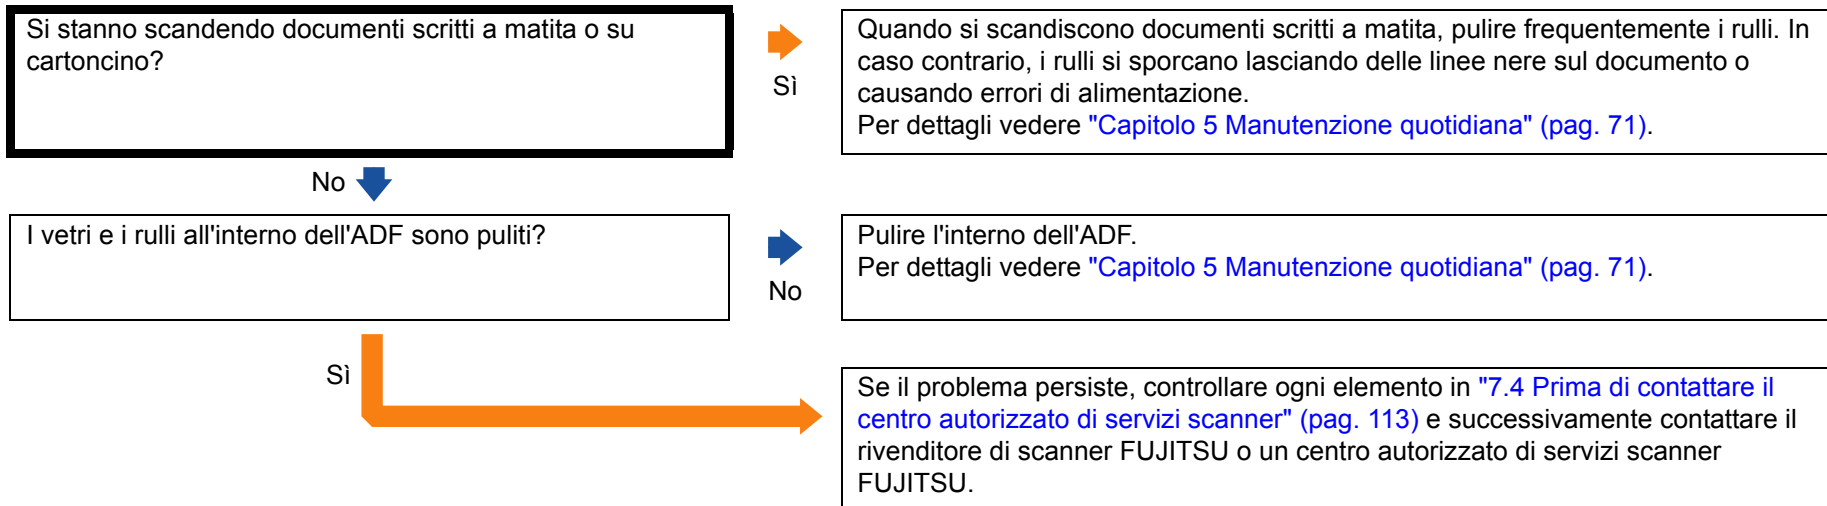 Si stanno scandendo documenti scritti a matita o su
cartoncino?
Sì
Quando si scandiscono documenti scritti a matita, pulire frequentemente i rulli. In
caso contrario, i rulli si sporcano lasciando delle linee nere sul documento o
causando errori di alimentazione.
Per dettagli vedere "Capitolo 5 Manutenzione quotidiana" (pag. 71).
No
I vetri e i rulli all'interno dell'ADF sono puliti?
No
Pulire l'interno dell'ADF.
Per dettagli vedere "Capitolo 5 Manutenzione quotidiana" (pag. 71).
Sì
Se il problema persiste, controllare ogni elemento in "7.4 Prima di contattare il
centro autorizzato di servizi scanner" (pag. 113) e successivamente contattare il
rivenditore di scanner FUJITSU o un centro autorizzato di servizi scanner
FUJITSU.